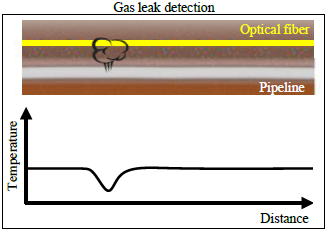 Gas leak detection
Optical fiber
Pipeline
Temperature
Distance